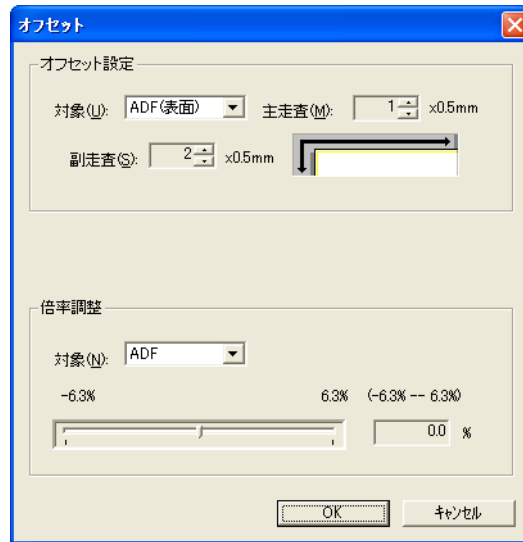 オフセット
オフセット設定
対象(U): ADF(表面) 主走査(M): 1 x0.5mm
副走査(S): 2 x0.5mm
倍率調整
対象(N): ADF
-6.3% 6.3% (-6.3% -- 6.3%)
0.0 %
OK キャンセル